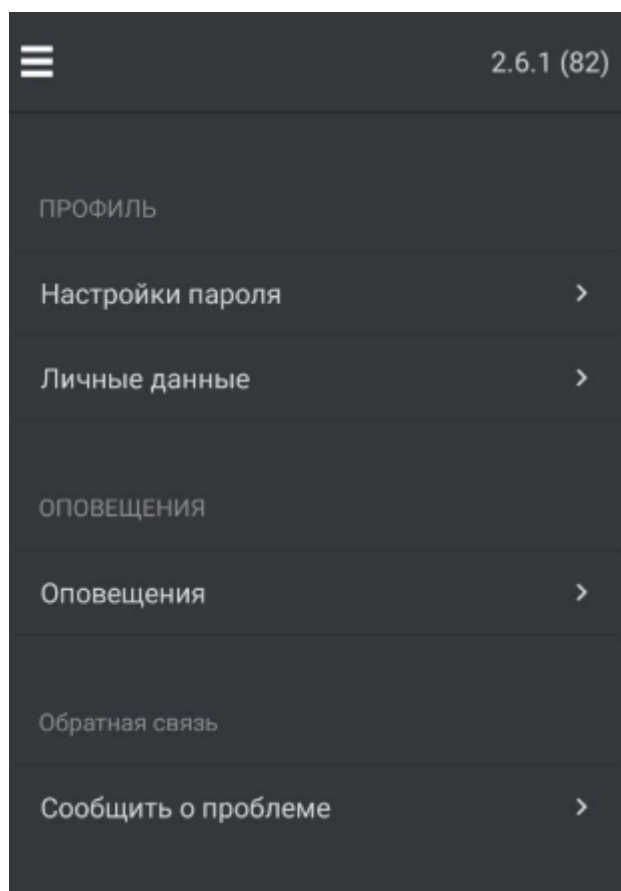 2.6.1 (82)
ПРОФИЛЬ
Настройки пароля
Личные данные
ОПОВЕЩЕНИЯ
Оповещения
Обратная связь
Сообщить о проблеме